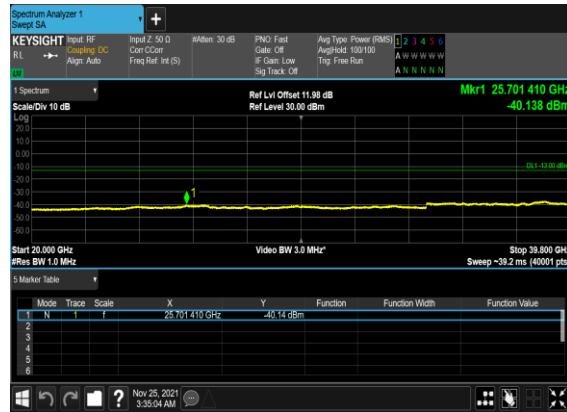 Spectrum Analyzer 1
Swept SA
KEYSIGHT Input: RF Input Z: 50 Ω #Atten: 30 dB PNO: Fast Avg Type: Power (RMS) 1 2 3 4 5 6
RL Coupling: DC Corr CCorr Gate: Off Avg|Hold: 100/100 A W W W W W
Align: Auto Freq Ref: Int (S) IF Gain: Low Trig: Free Run
Sig Track: Off A N N N N N
1 Spectrum Ref Lvl Offset 11.98 dB Mkr1 25.701 410 GHz
Scale/Div 10 dB Ref Level 30.00 dBm -40.138 dBm
Log
20.0
10.0
0.00
-10.0 DL1 -13.00 dBm
-20.0
-30.0 1
-40.0
-50.0
-60.0
Start 20.000 GHz Video BW 3.0 MHz* Stop 39.800 GHz
#Res BW 1.0 MHz Sweep ~39.2 ms (40001 pts)
5 Marker Table
Mode Trace Scale X Y Function Function Width Function Value
1 N 1 f 25.701 410 GHz -40.14 dBm
2
3
4
5
6
Nov 25, 2021
3:35:04 AM